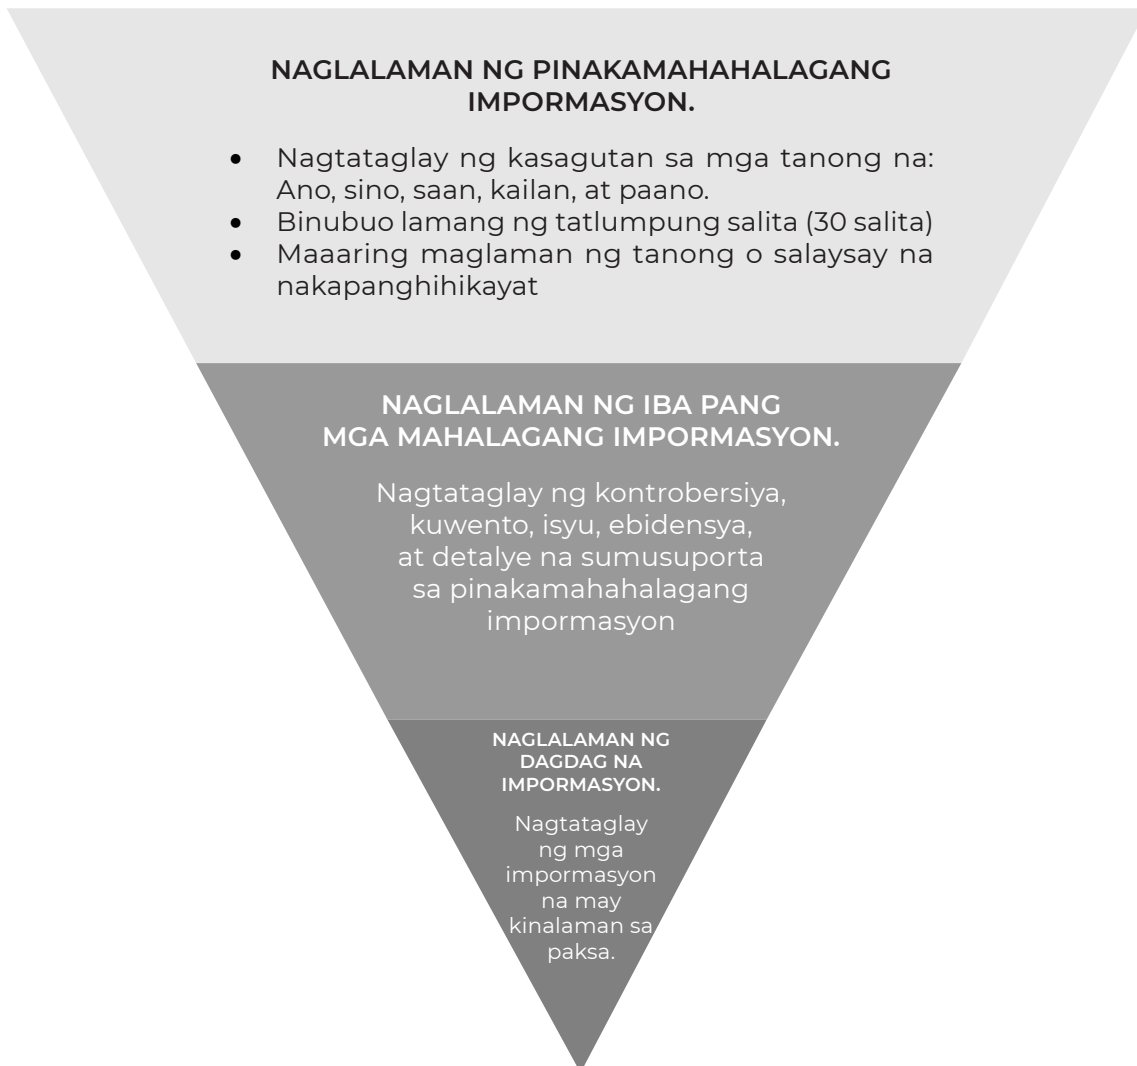 NAGLALAMAN NG PINAKAMAHAHALAGANG
IMPORMASYON.
• Nagtataglay ng kasagutan sa mga tanong na:
Ano, sino, saan, kailan, at paano.
• Binubuo lamang ng tatlumpung salita (30 salita)
• Maaaring maglaman ng tanong o salaysay na
nakapanghihikayat
NAGLALAMAN NG IBA PANG
MGA MAHALAGANG IMPORMASYON.
Nagtataglay ng kontrobersiya,
kuwento, isyu, ebidensya,
at detalye na sumusuporta
sa pinakamahahalagang
impormasyon
NAGLALAMAN NG
DAGDAG NA
IMPORMASYON.
Nagtataglay
ng mga
impormasyon
na may
kinalaman sa
paksa.